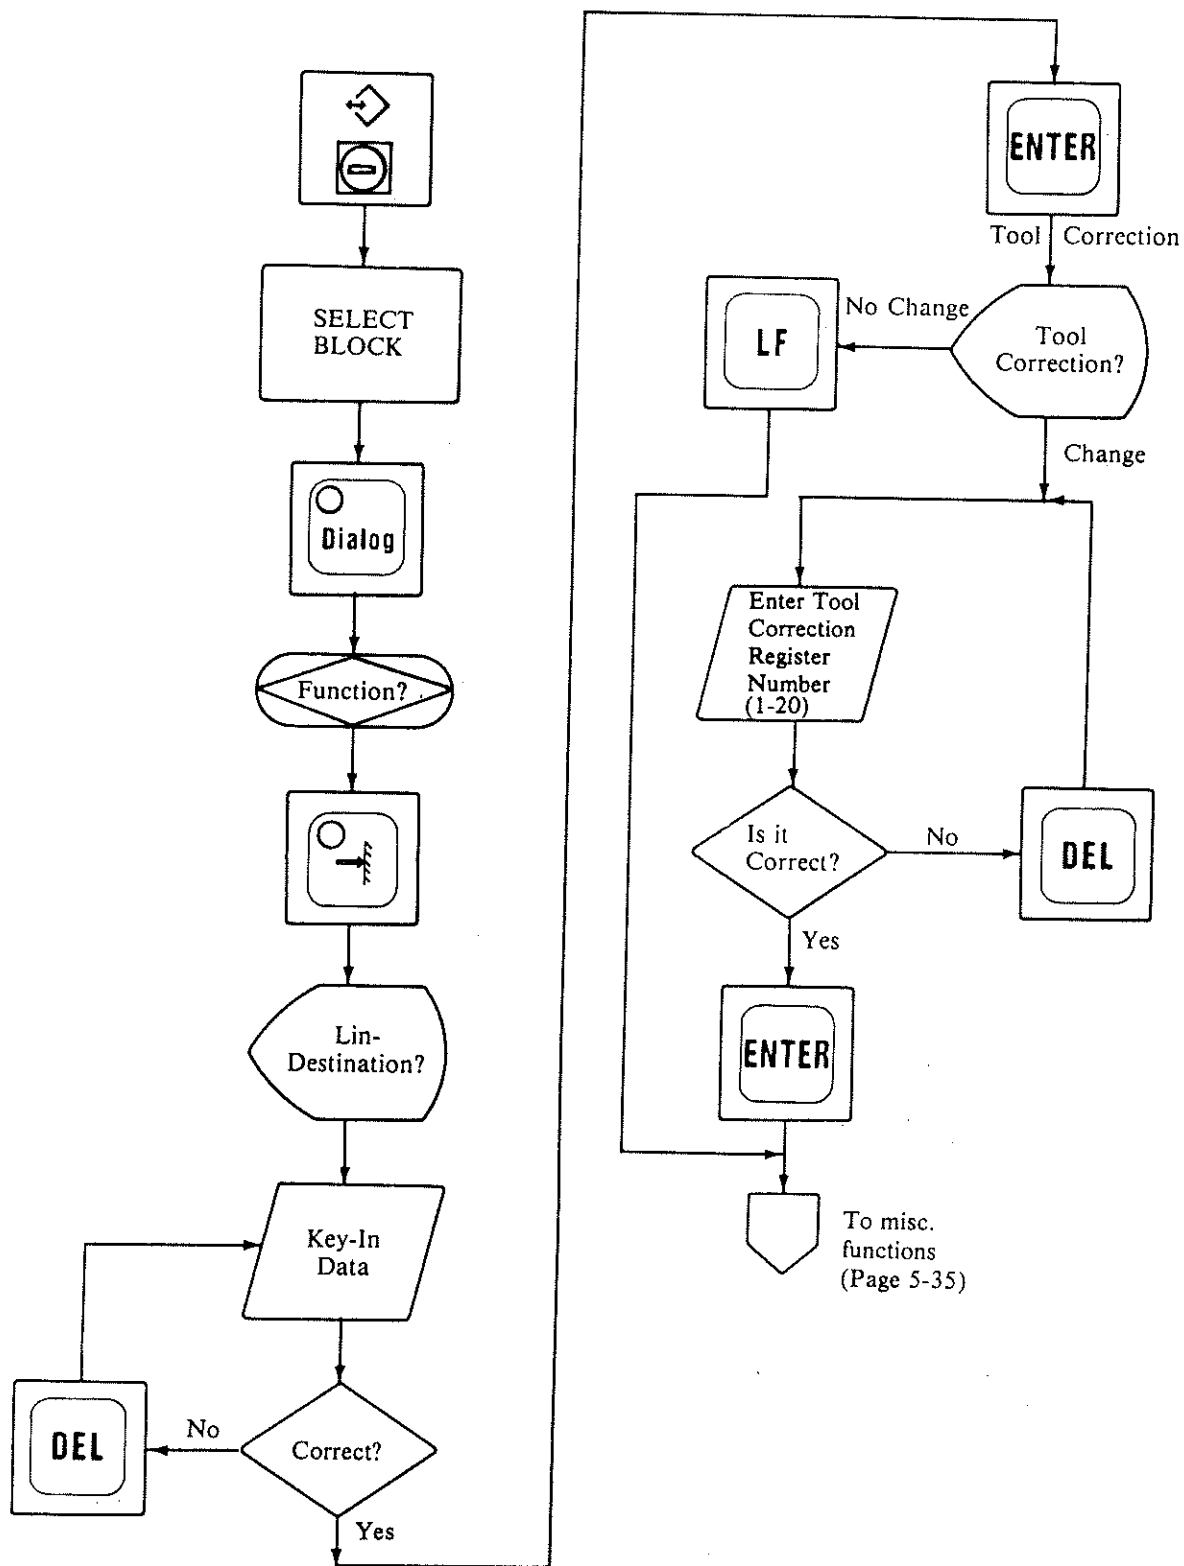 SELECT
BLOCK
Dialog
Function?
Lin-
Destination?
Key-In
Data
Correct?
No
DEL
Yes
ENTER
Tool Correction
Tool
Correction?
No Change
LF
Change
Enter Tool
Correction
Register
Number
(1-20)
Is it
Correct?
No
DEL
Yes
ENTER
To misc.
functions
(Page 5-35)